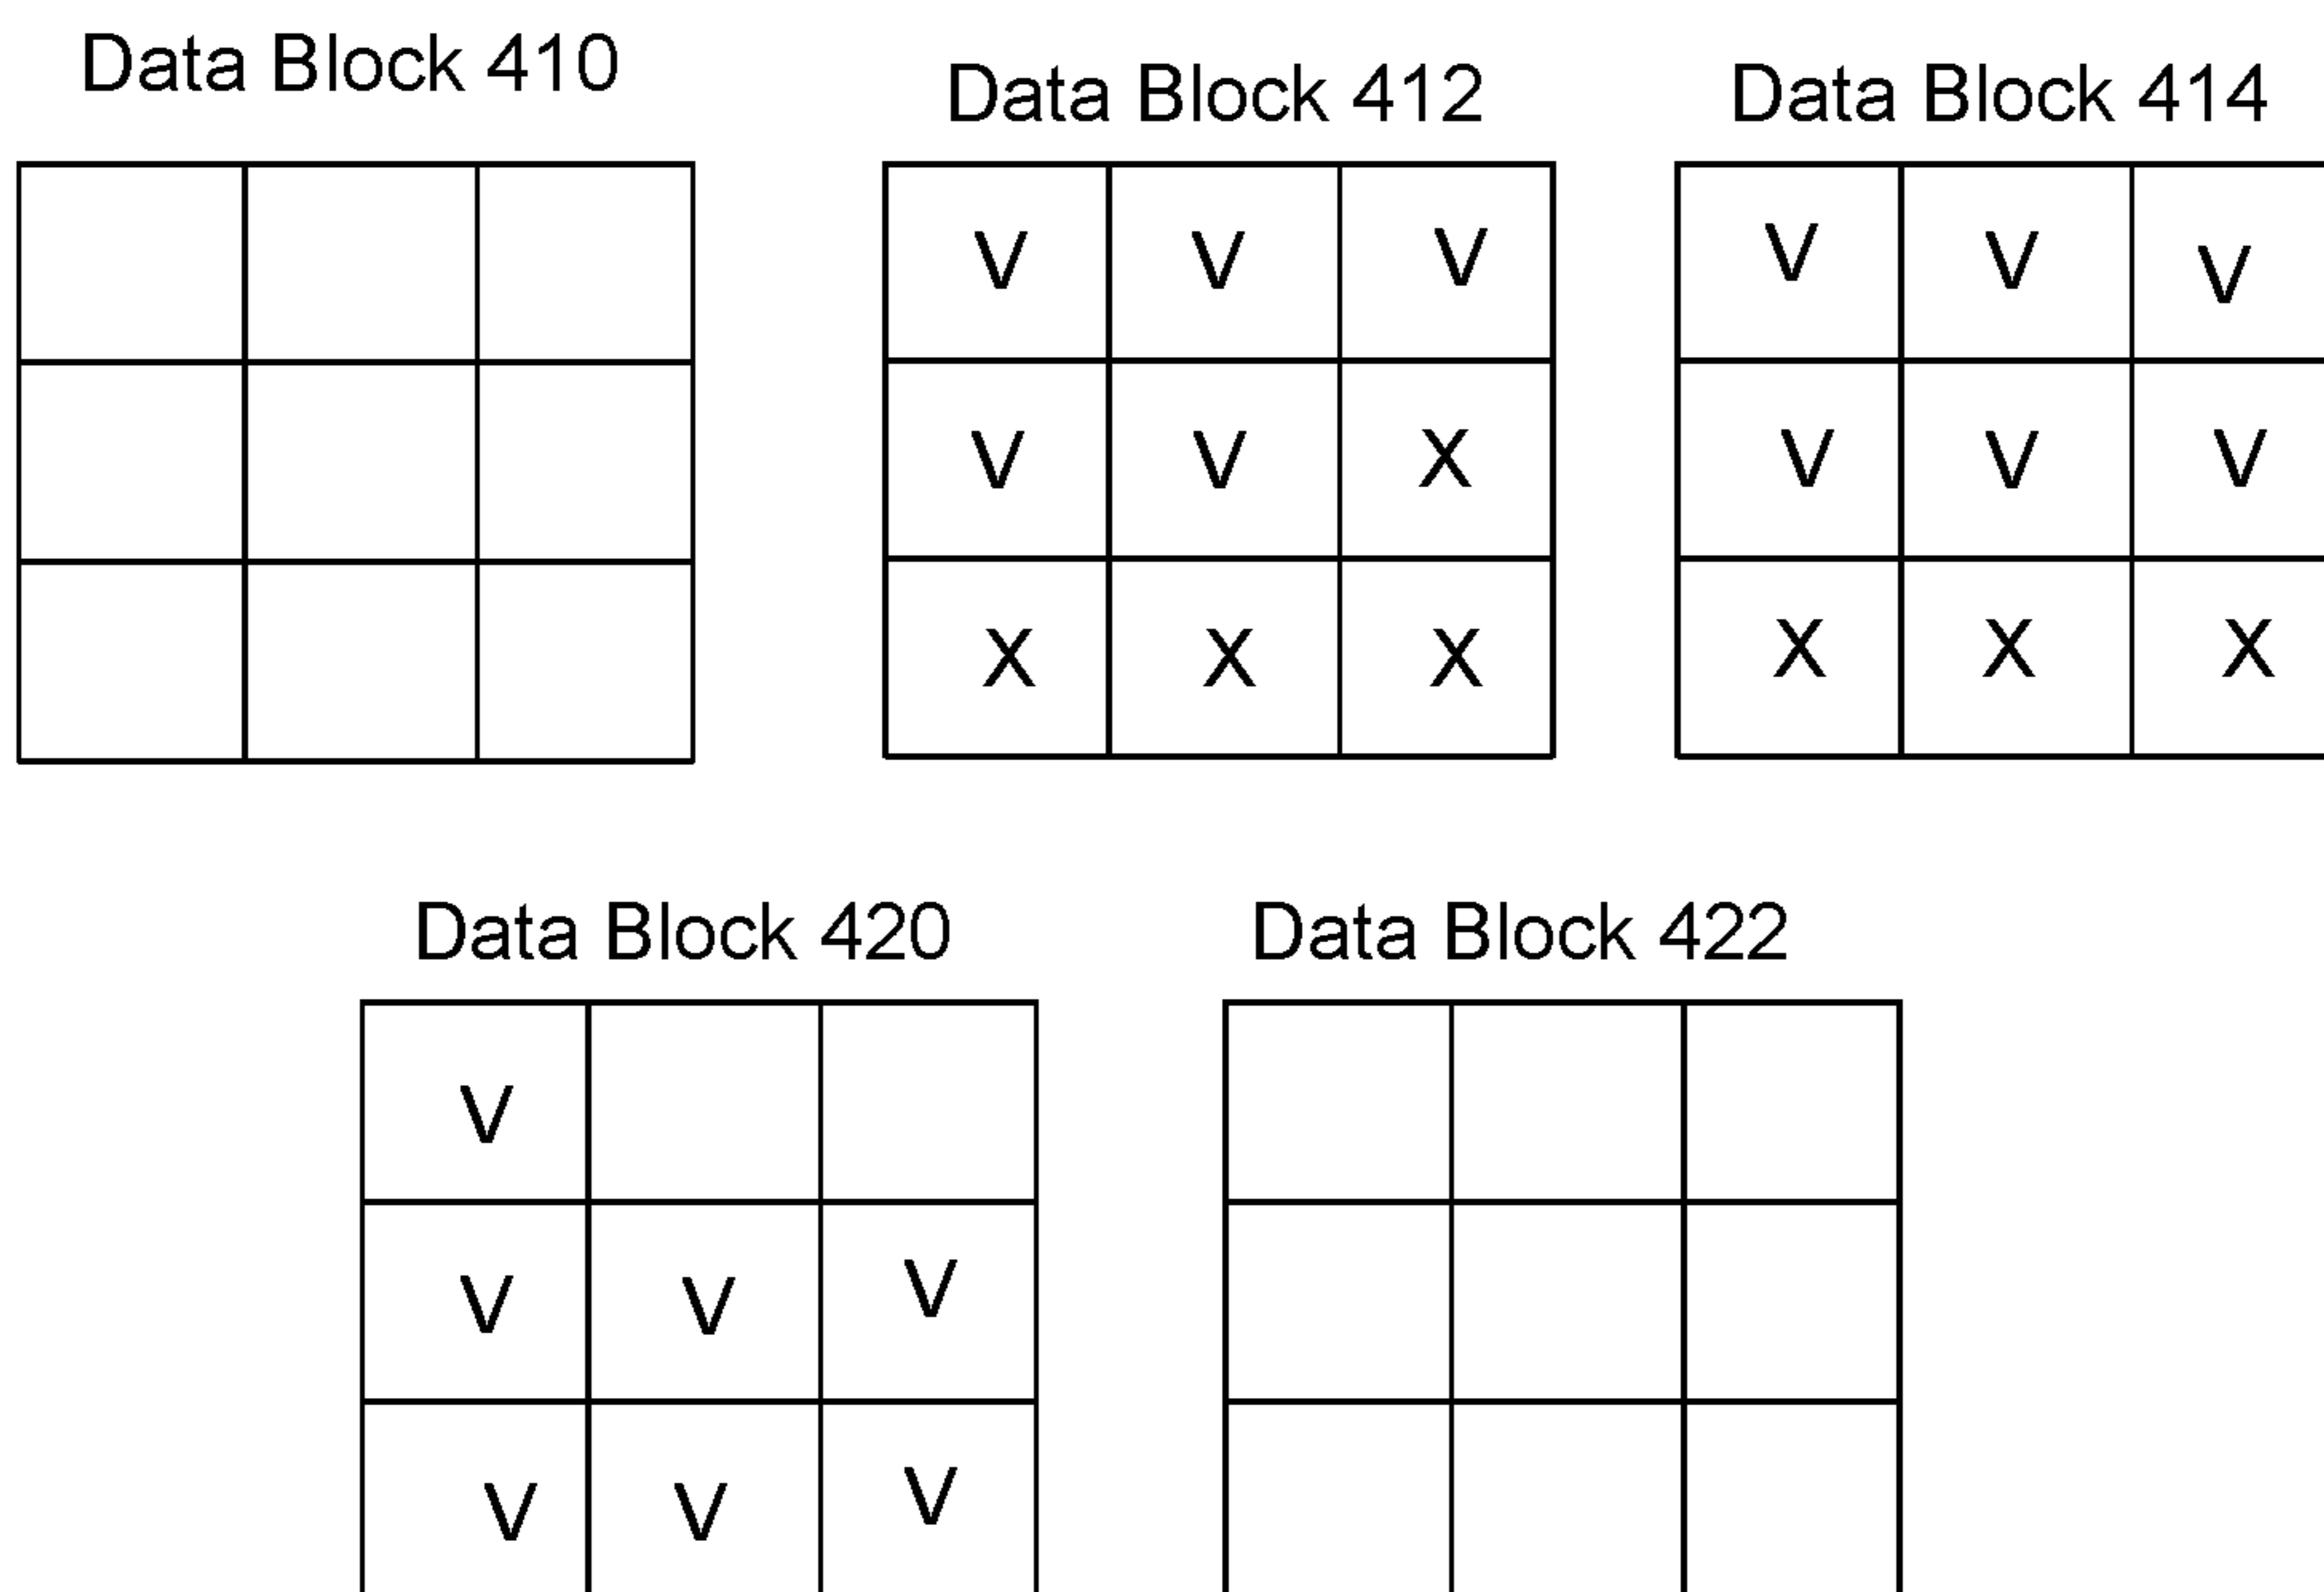 Data Block 410
Data Block 412
Data Block 414
V V V
V V X
X X X
V V V
V V V
X X X
Data Block 420
Data Block 422
V
V V V
V V V